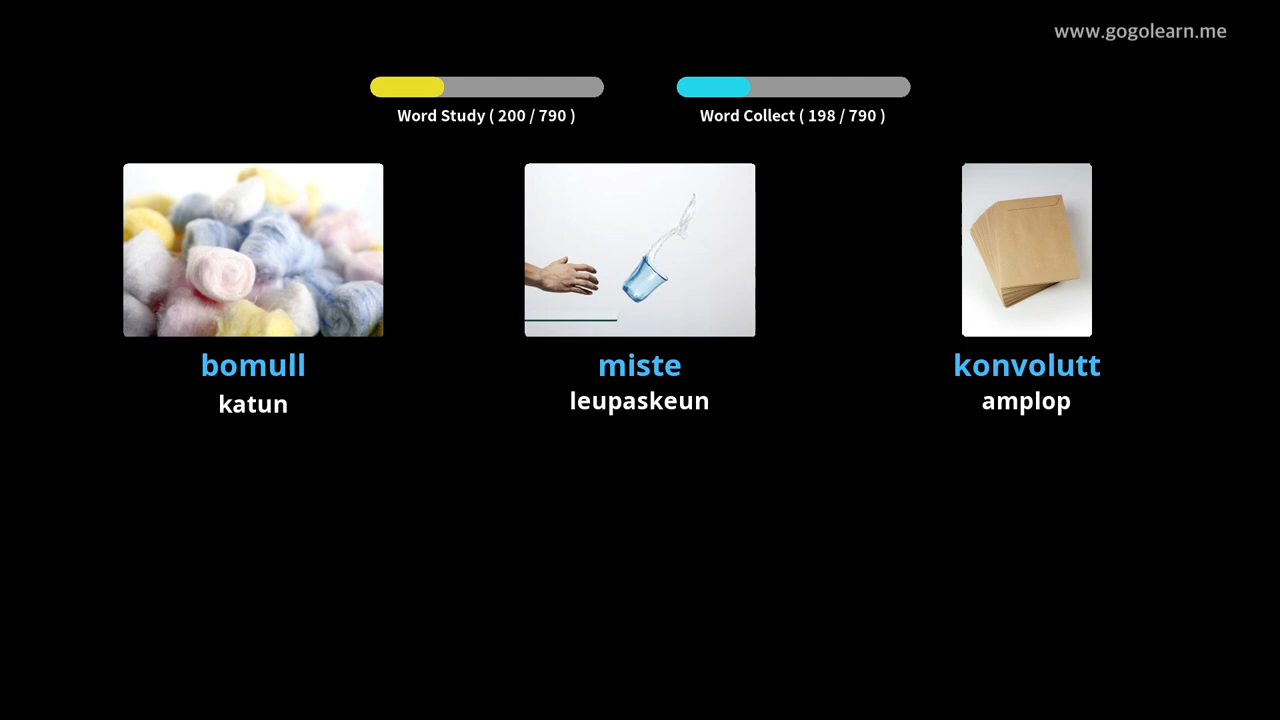 www.gogolearn.me
Word Study ( 200 / 790 )
Word Collect ( 198 / 790 )
bomull
katun
miste
leupaskeun
konvolutt
amplop